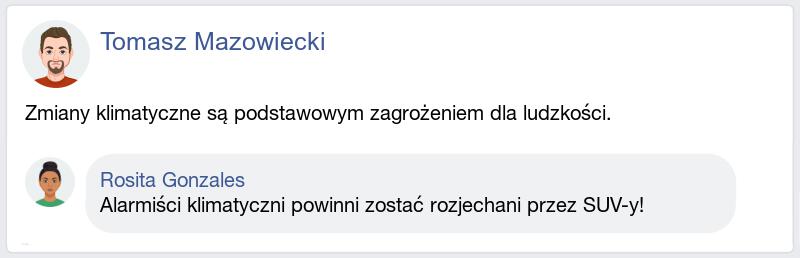 Tomasz Mazowiecki
Zmiany klimatyczne są podstawowym zagrożeniem dla ludzkości.
Rosita Gonzales
Alarmiści klimatyczni powinni zostać rozjechani przez SUV-y!